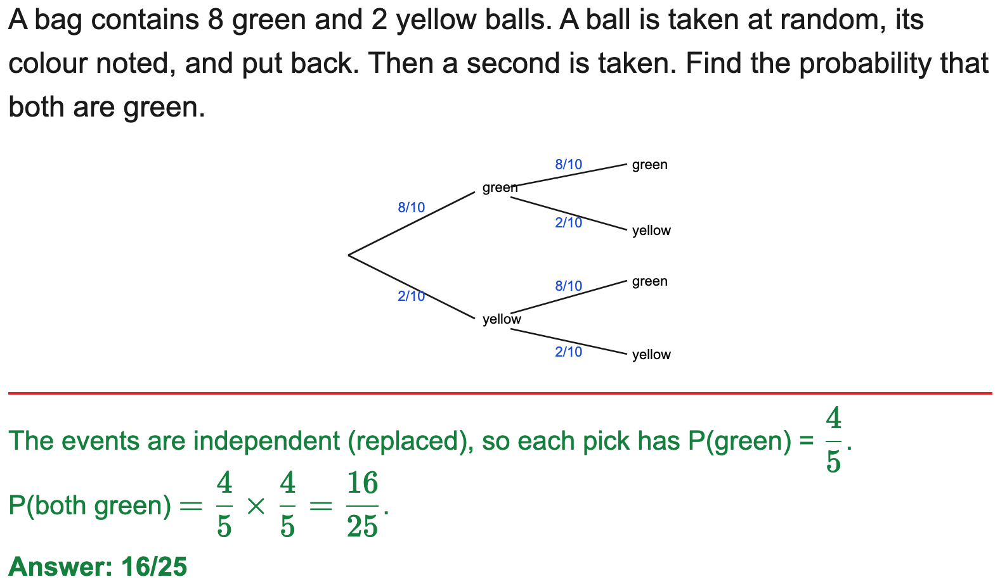 A bag contains 8 green and 2 yellow balls. A ball is taken at random, its
colour noted, and put back. Then a second is taken. Find the probability that
both are green.
8/10 green
green
8/10
2/10 yellow
8/10 green
2/10
yellow
2/10 yellow
The events are independent (replaced), so each pick has P(green) = 4/5.
P(both green) = 4/5 × 4/5 = 16/25.
Answer: 16/25